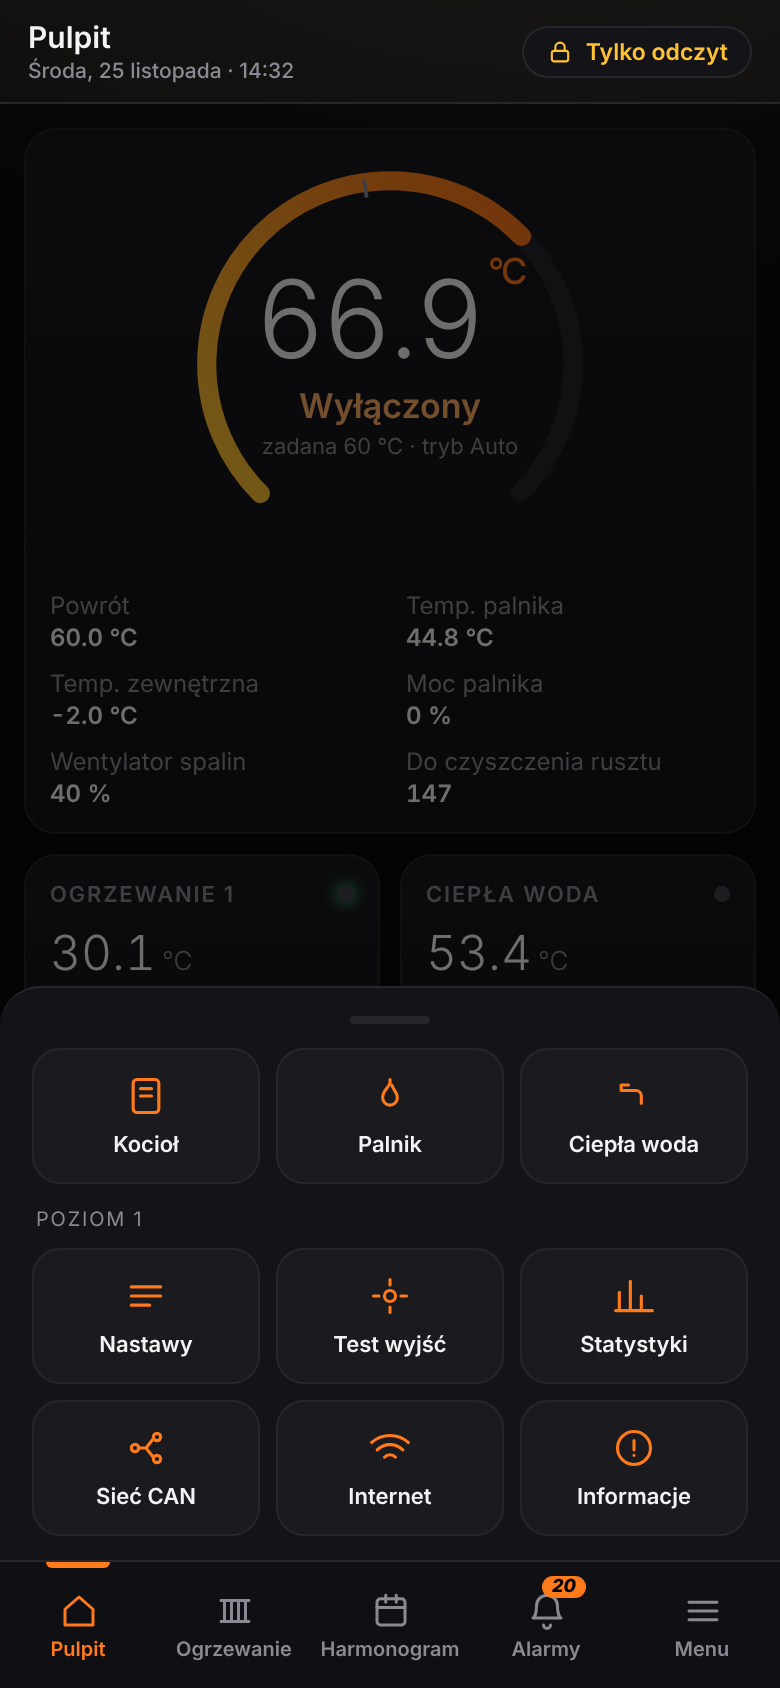 Pulpit
Środa, 25 listopada · 14:32
Tylko odczyt
66.9 °C
Wyłączony
zadana 60 °C · tryb Auto
Powrót
60.0 °C
Temp. palnika
44.8 °C
Temp. zewnętrzna
-2.0 °C
Moc palnika
0 %
Wentylator spalin
40 %
Do czyszczenia rusztu
147
OGRZEWANIE 1
30.1 °C
CIEPŁA WODA
53.4 °C
Kocioł
Palnik
Ciepła woda
POZIOM 1
Nastawy
Test wyjść
Statystyki
Sieć CAN
Internet
Informacje
Pulpit
Ogrzewanie
Harmonogram
20
Alarmy
Menu